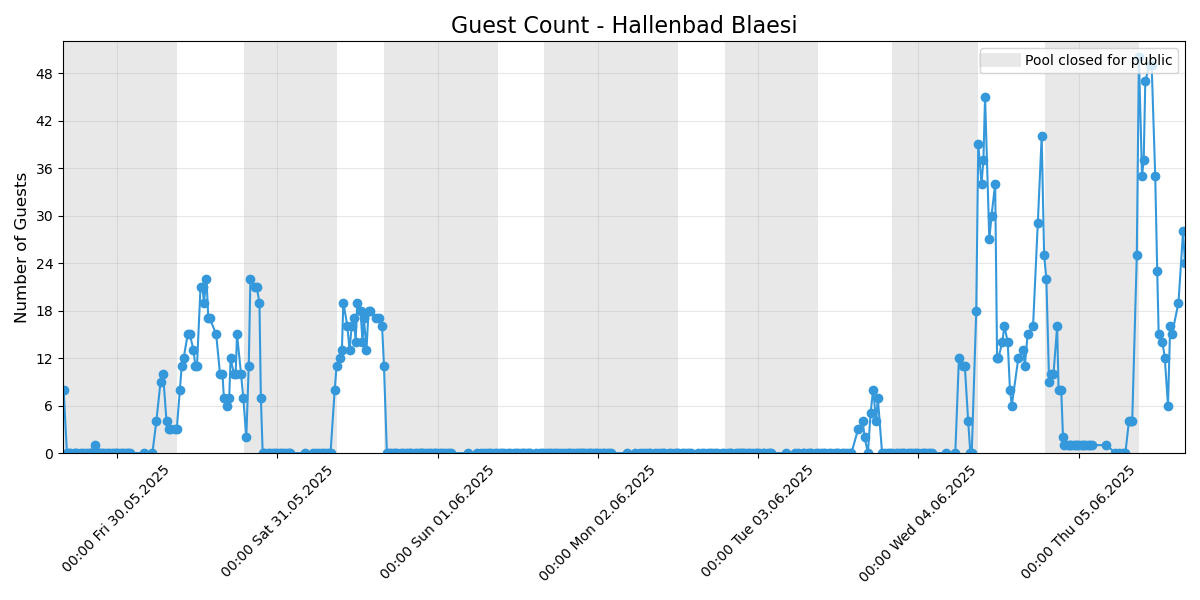 Guest Count - Hallenbad Blaesi
Pool closed for public
Number of Guests
48
42
36
30
24
18
12
6
0
00:00 Fri 30.05.2025
00:00 Sat 31.05.2025
00:00 Sun 01.06.2025
00:00 Mon 02.06.2025
00:00 Tue 03.06.2025
00:00 Wed 04.06.2025
00:00 Thu 05.06.2025